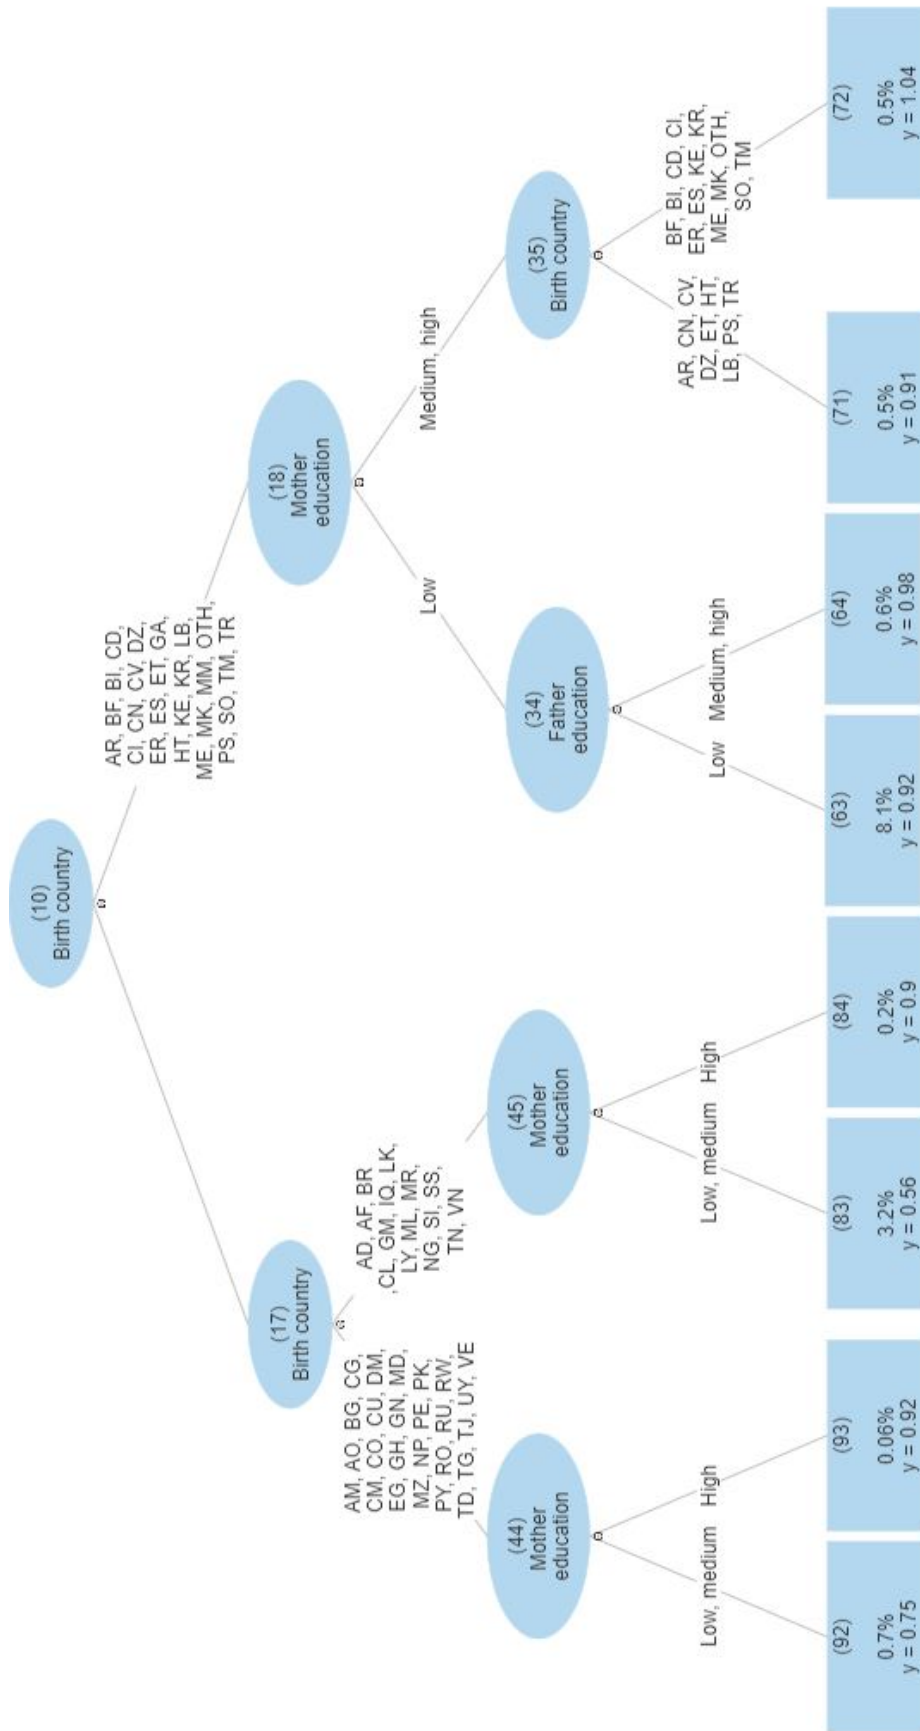 (10)
Birth country
AR, BF, BI, CD,
CI, CN, CV, DZ,
ER, ES, ET, GA,
HT, KE, KR, LB,
ME, MK, MM, OTH,
PS, SO, TM, TR
(17)
Birth country
(18)
Mother
education
AM, AO, BG, CG,
CM, CO, CU, DM,
EG, GH, GN, MD,
MZ, NP, PE, PK,
PY, RO, RU, RW,
TD, TG, TJ, UY, VE
AD, AF, BR
,CL, GM, IQ, LK,
LY, ML, MR,
NG, SI, SS,
TN, VN
Low
Medium, high
(44)
Mother
education
(45)
Mother
education
(34)
Father
education
(35)
Birth country
Low, medium
High
Low, medium
High
Low
Medium, high
AR, CN, CV,
DZ, ET, HT,
LB, PS, TR
BF, BI, CD, CI,
ER, ES, KE, KR,
ME, MK, OTH,
SO, TM
(92)
0.7%
y = 0.75
(93)
0.06%
y = 0.92
(83)
3.2%
y = 0.56
(84)
0.2%
y = 0.9
(63)
8.1%
y = 0.92
(64)
0.6%
y = 0.98
(71)
0.5%
y = 0.91
(72)
0.5%
y = 1.04